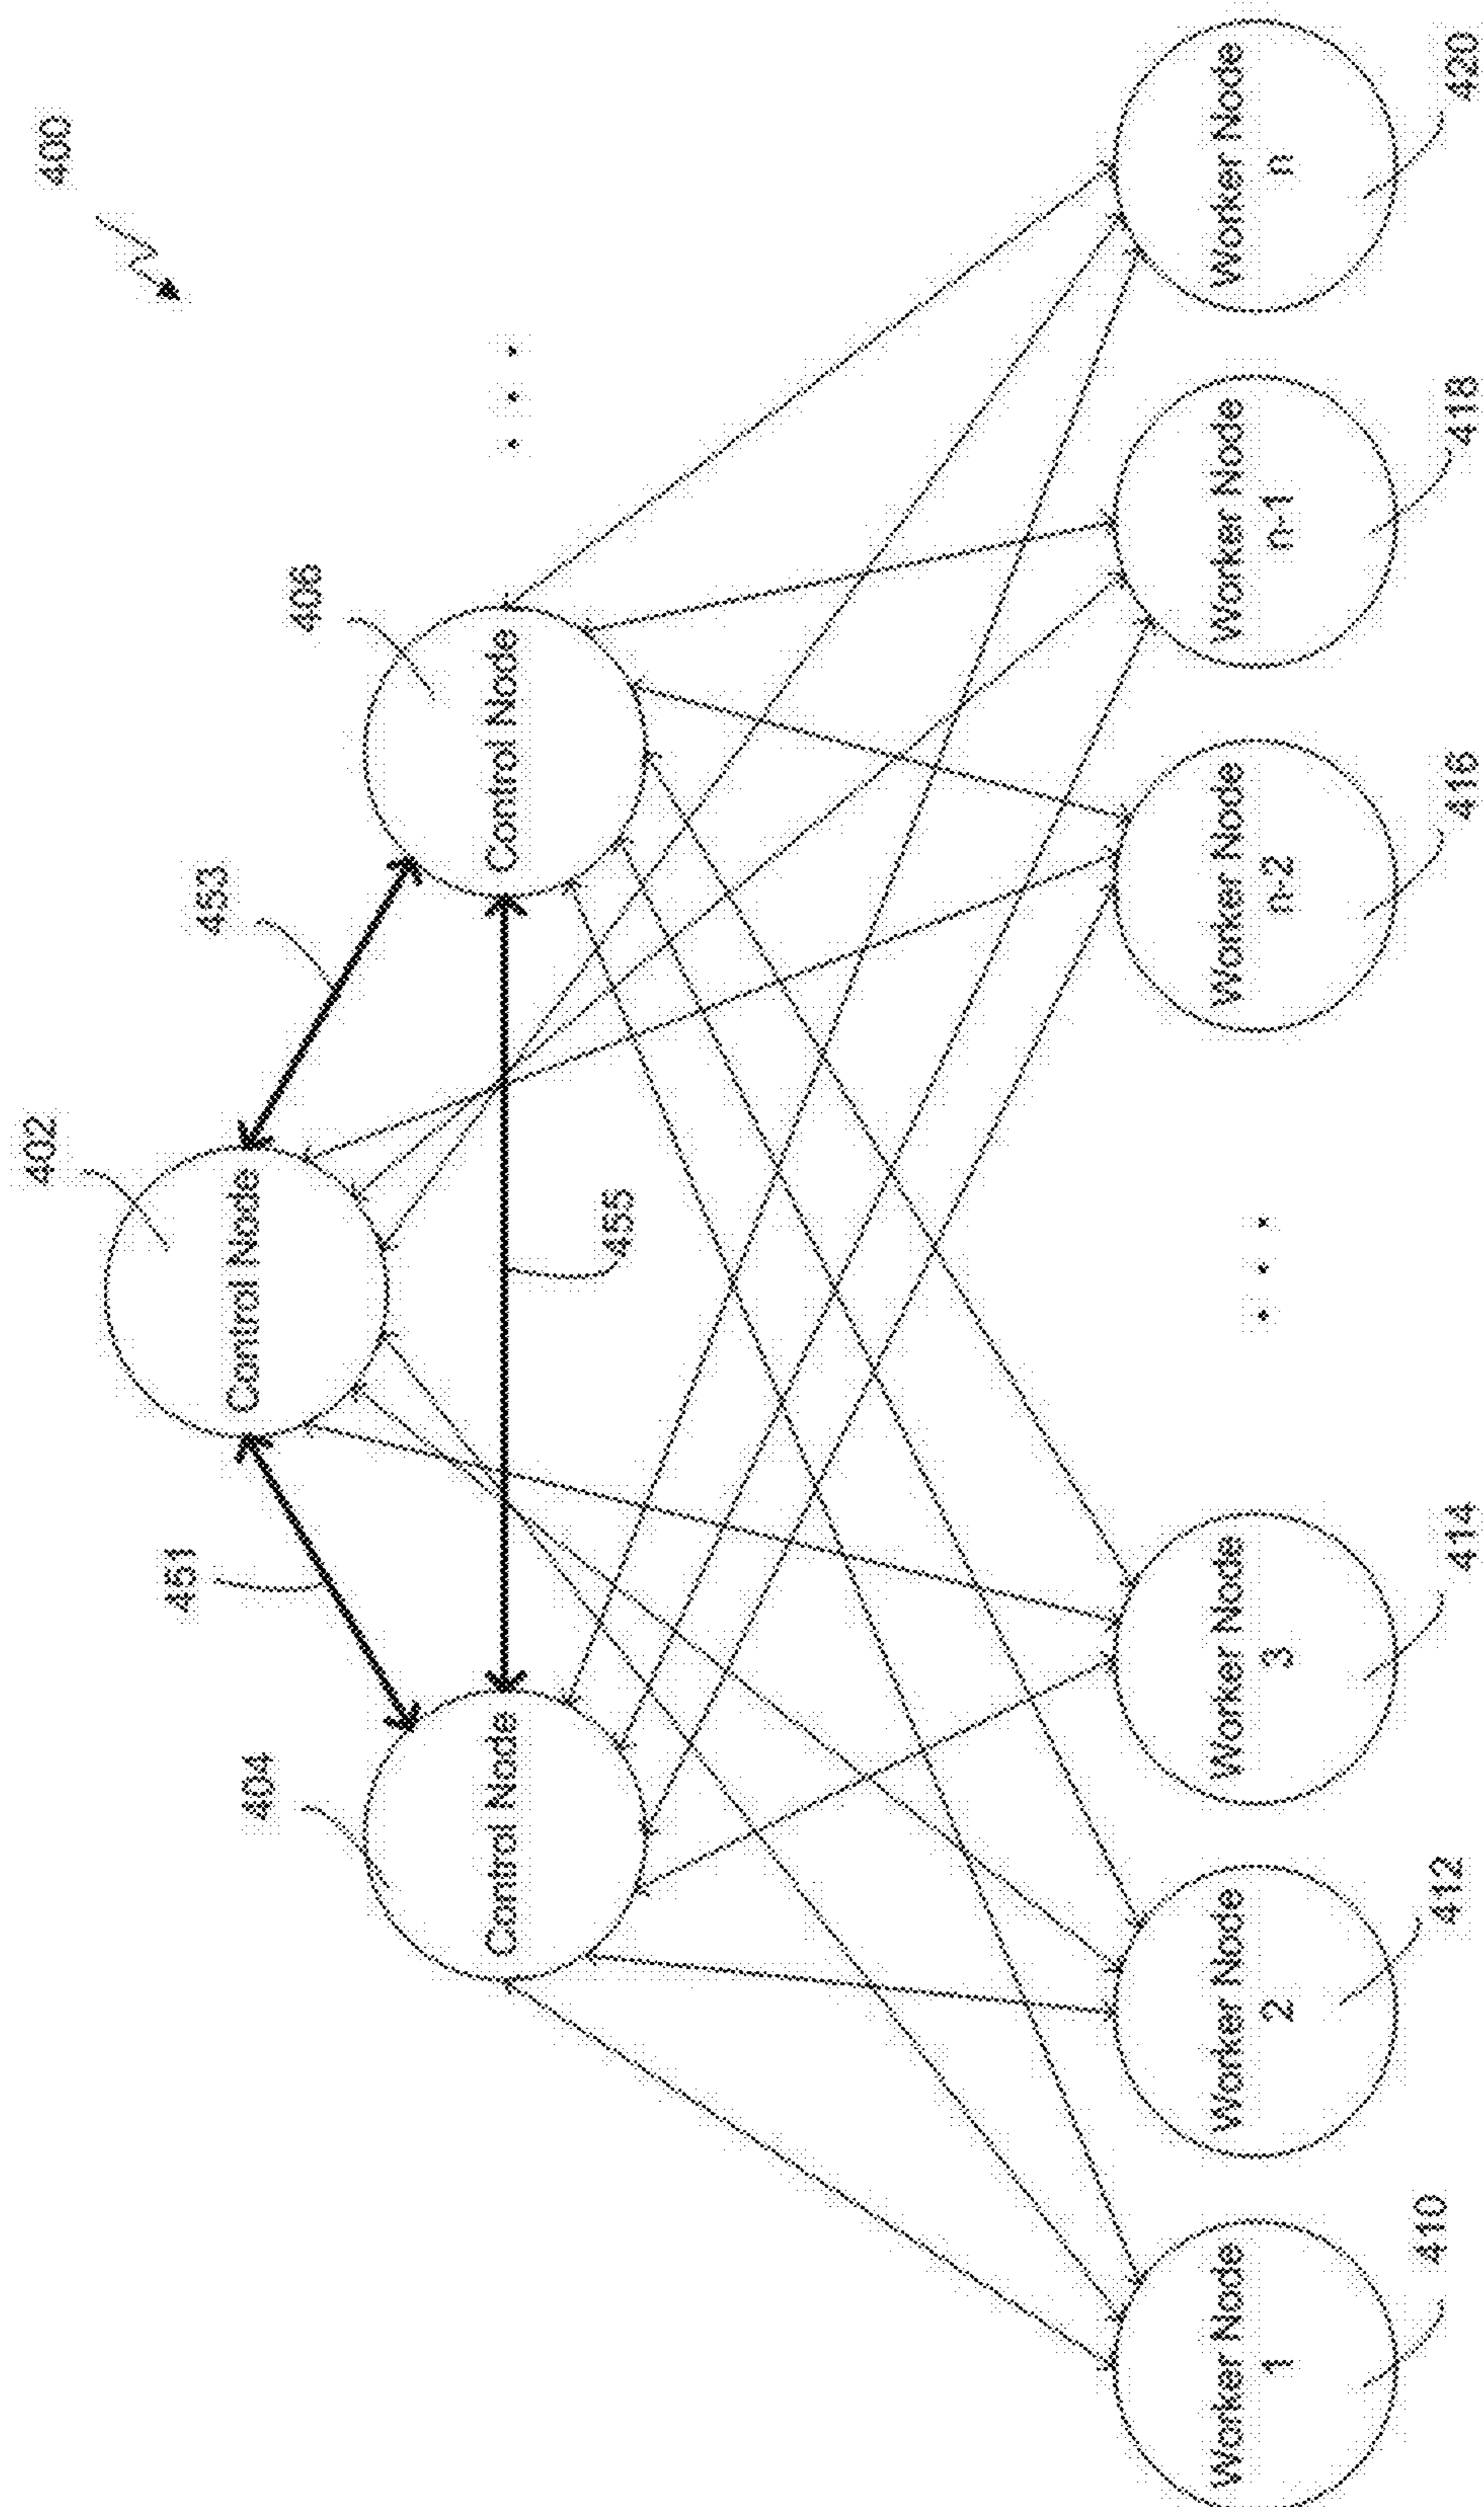 400
402
Control Node
451
453
404
406
Control Node
Control Node
. . .
455
Worker Node
1
Worker Node
2
Worker Node
3
. . .
Worker Node
n-2
Worker Node
n-1
Worker Node
n
410
412
414
416
418
420